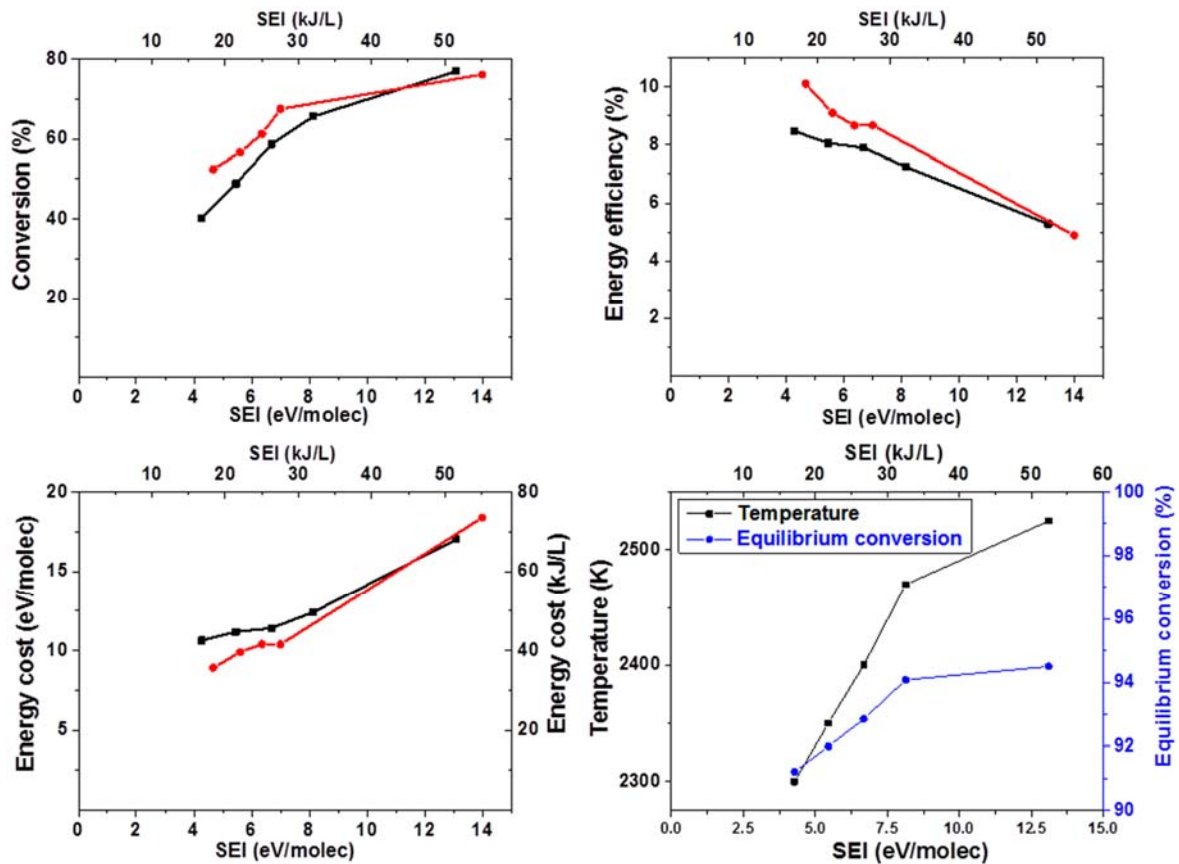 SEI (kJ/L)
10 20 30 40 50
80
60
40
20
Conversion (%)
0 2 4 6 8 10 12 14
SEI (eV/molec)
SEI (kJ/L)
10 20 30 40 50 60
10
8
6
4
2
Energy efficiency (%)
0 2 4 6 8 10 12 14
SEI (eV/molec)
SEI (kJ/L)
10 20 30 40 50
20
15
10
5
Energy cost (eV/molec)
80
60
40
20
Energy cost (kJ/L)
0 2 4 6 8 10 12 14
SEI (eV/molec)
SEI (kJ/L)
10 20 30 40 50 60
Temperature
Equilibrium conversion
2500
2400
2300
Temperature (K)
100
98
96
94
92
90
Equilibrium conversion (%)
0.0 2.5 5.0 7.5 10.0 12.5 15.0
SEI (eV/molec)